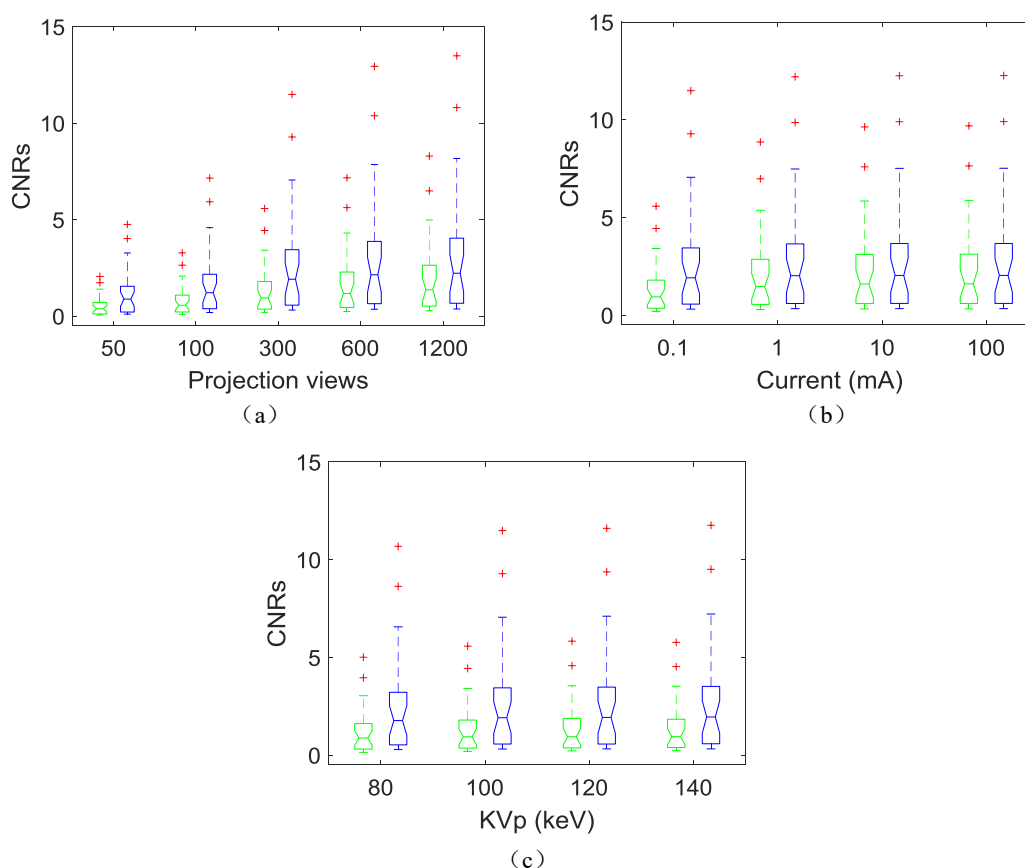 15
10
5
0
CNRs
50 100 300 600 1200
Projection views
（a）
15
10
5
0
CNRs
0.1 1 10 100
Current (mA)
（b）
15
10
5
0
CNRs
80 100 120 140
KVp (keV)
（c）